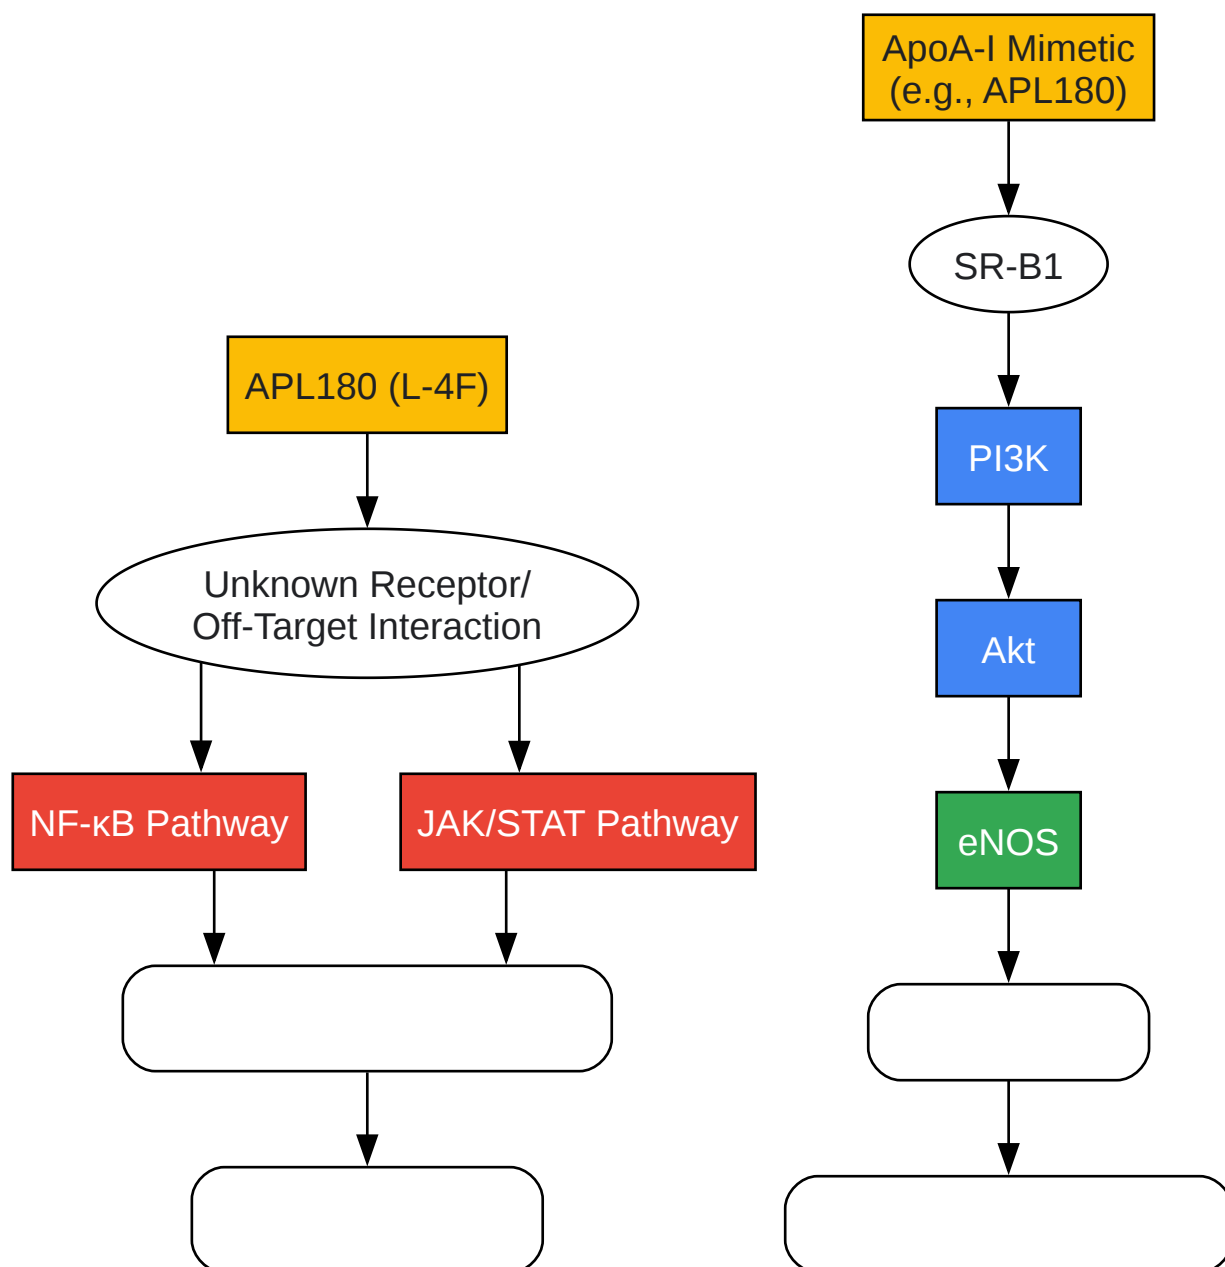 ApoA-I Mimetic
(e.g., APL180)
SR-B1
APL180 (L-4F)
PI3K
Unknown Receptor/
Off-Target Interaction
Akt
NF-κB Pathway
JAK/STAT Pathway
eNOS